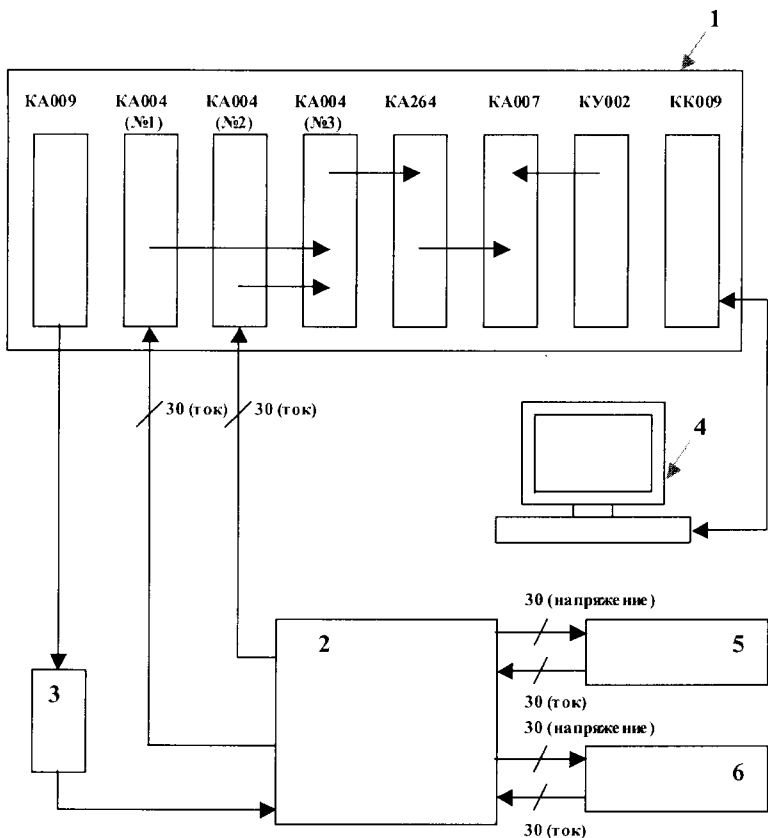 1
КА009
КА004
(№1)
КА004
(№2)
КА004
(№3)
КА264
КА007
КУ002
КК009
30 (ток)
30 (ток)
4
30 (напряжение)
2
5
3
30 (ток)
30 (напряжение)
6
30 (ток)